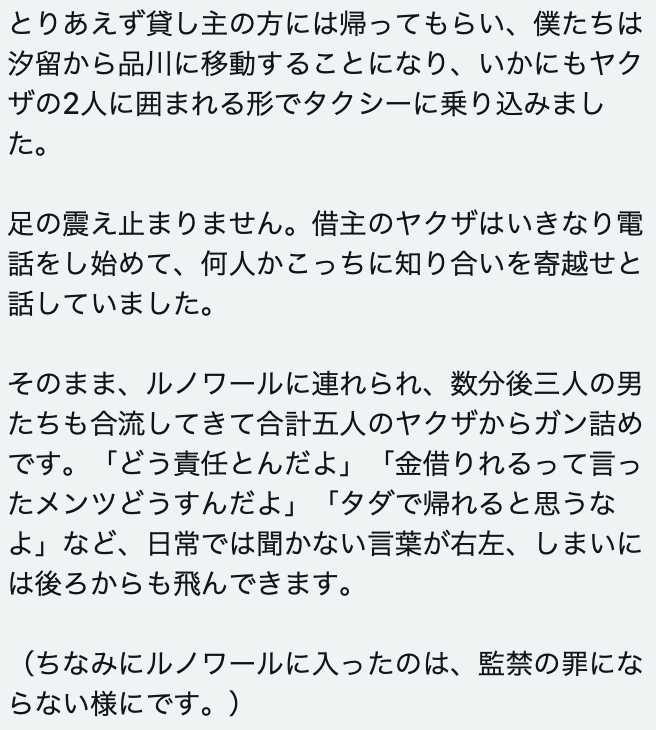 とりあえず貸し主の方には帰ってもらい、僕たちは
汐留から品川に移動することになり、いかにもヤク
ザの2人に囲まれる形でタクシーに乗り込みまし
た。
足の震え止まりません。借主のヤクザはいきなり電
話をし始めて、何人かこっちに知り合いを寄越せと
話していました。
そのまま、ルノワールに連れられ、数分後三人の男
たちも合流してきて合計五人のヤクザからガン詰め
です。「どう責任とんだよ」「金借りれるって言っ
たメンツどうすんだよ」「タダで帰れると思うな
よ」など、日常では聞かない言葉が右左、しまいに
は後ろからも飛んできます。
（ちなみにルノワールに入ったのは、監禁の罪にな
らない様にです。）